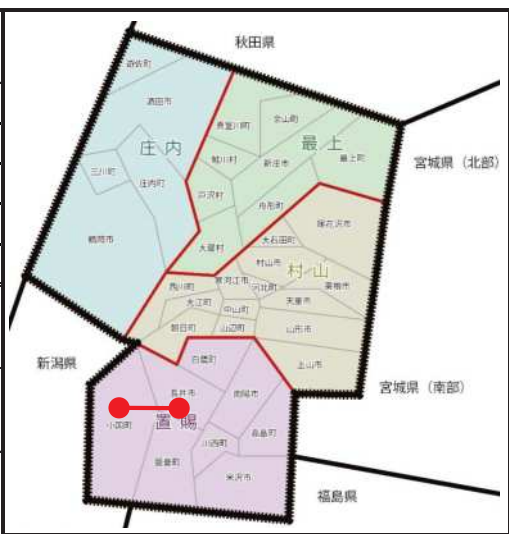 秋田県
遊佐町
酒田市
金山町
真室川町
庄内
最上
鮭川村
新庄市
最上町
宮城県（北部）
三川町
庄内町
戸沢村
舟形町
鶴岡市
大蔵村
大石田町
尾花沢市
村山市
村山
西川町
寒河江市
河北町
東根市
大江町
中山町
天童市
朝日町
山辺町
山形市
新潟県
白鷹町
上山市
宮城県（南部）
長井市
南陽市
小国町
置賜
高畠町
川西町
飯豊町
米沢市
福島県